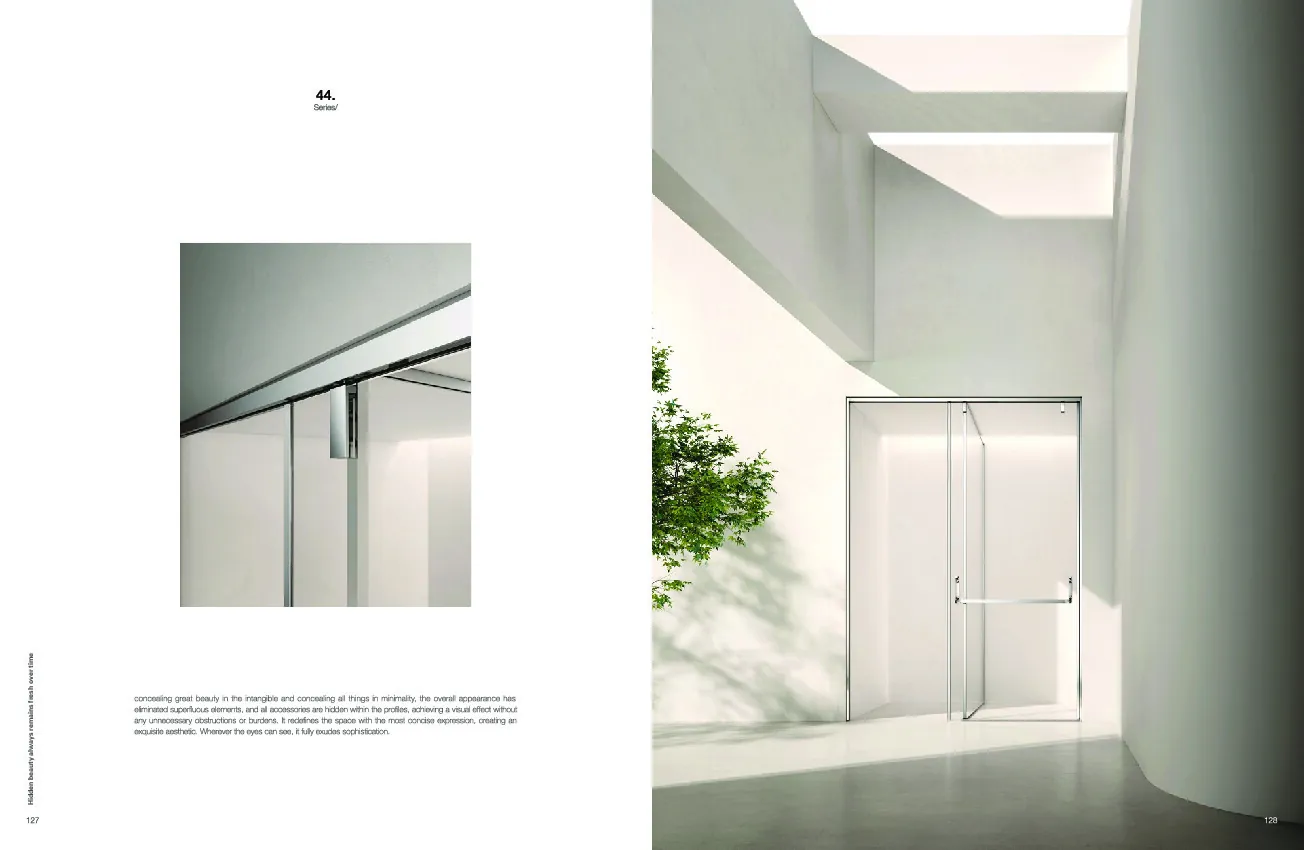 44.
Series/
concealing great beauty in the intangible and concealing all things in minimality, the overall appearance has
eliminated superfluous elements, and all accessories are hidden within the profiles, achieving a visual effect without
any unnecessary obstructions or burdens. It redefines the space with the most concise expression, creating an
exquisite aesthetic. Wherever the eyes can see, it fully exudes sophistication.
Hidden beauty always remains fresh over time
127
128